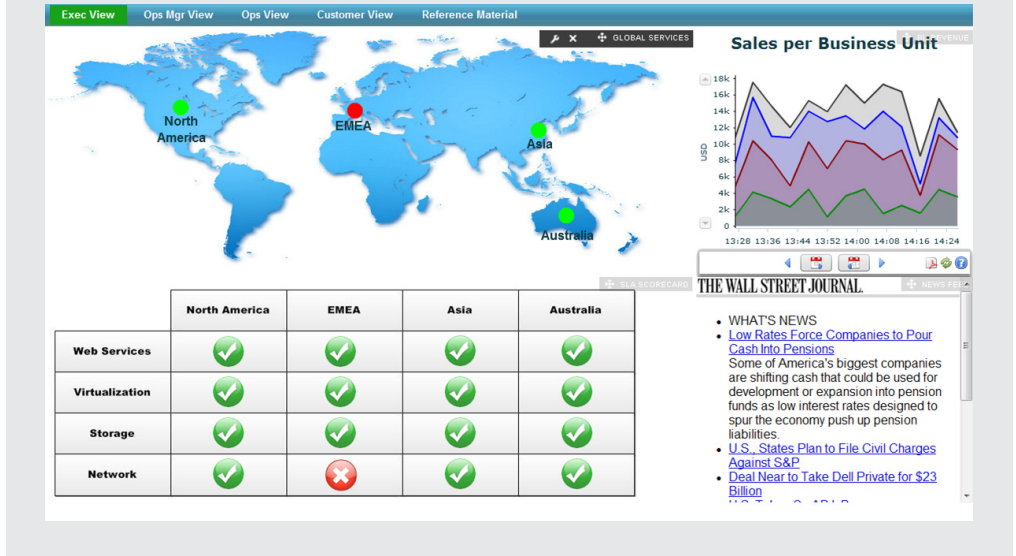 Exec View Ops Mgr View Ops View Customer View Reference Material
GLOBAL SERVICES
North
America
EMEA
Asia
Australia
Sales per Business Unit
18k
16k
14k
12k
10k
8k
6k
4k
2k
0
USD
13:28 13:36 13:44 13:52 14:00 14:08 14:16 14:24
SLA SCORECARD
North America EMEA Asia Australia
Web Services
Virtualization
Storage
Network
THE WALL STREET JOURNAL.
NEWS FEE
WHAT'S NEWS
Low Rates Force Companies to Pour
Cash Into Pensions
Some of America's biggest companies
are shifting cash that could be used for
development or expansion into pension
funds as low interest rates designed to
spur the economy push up pension
liabilities.
U.S., States Plan to File Civil Charges
Against S&P
Deal Near to Take Dell Private for $23
Billion